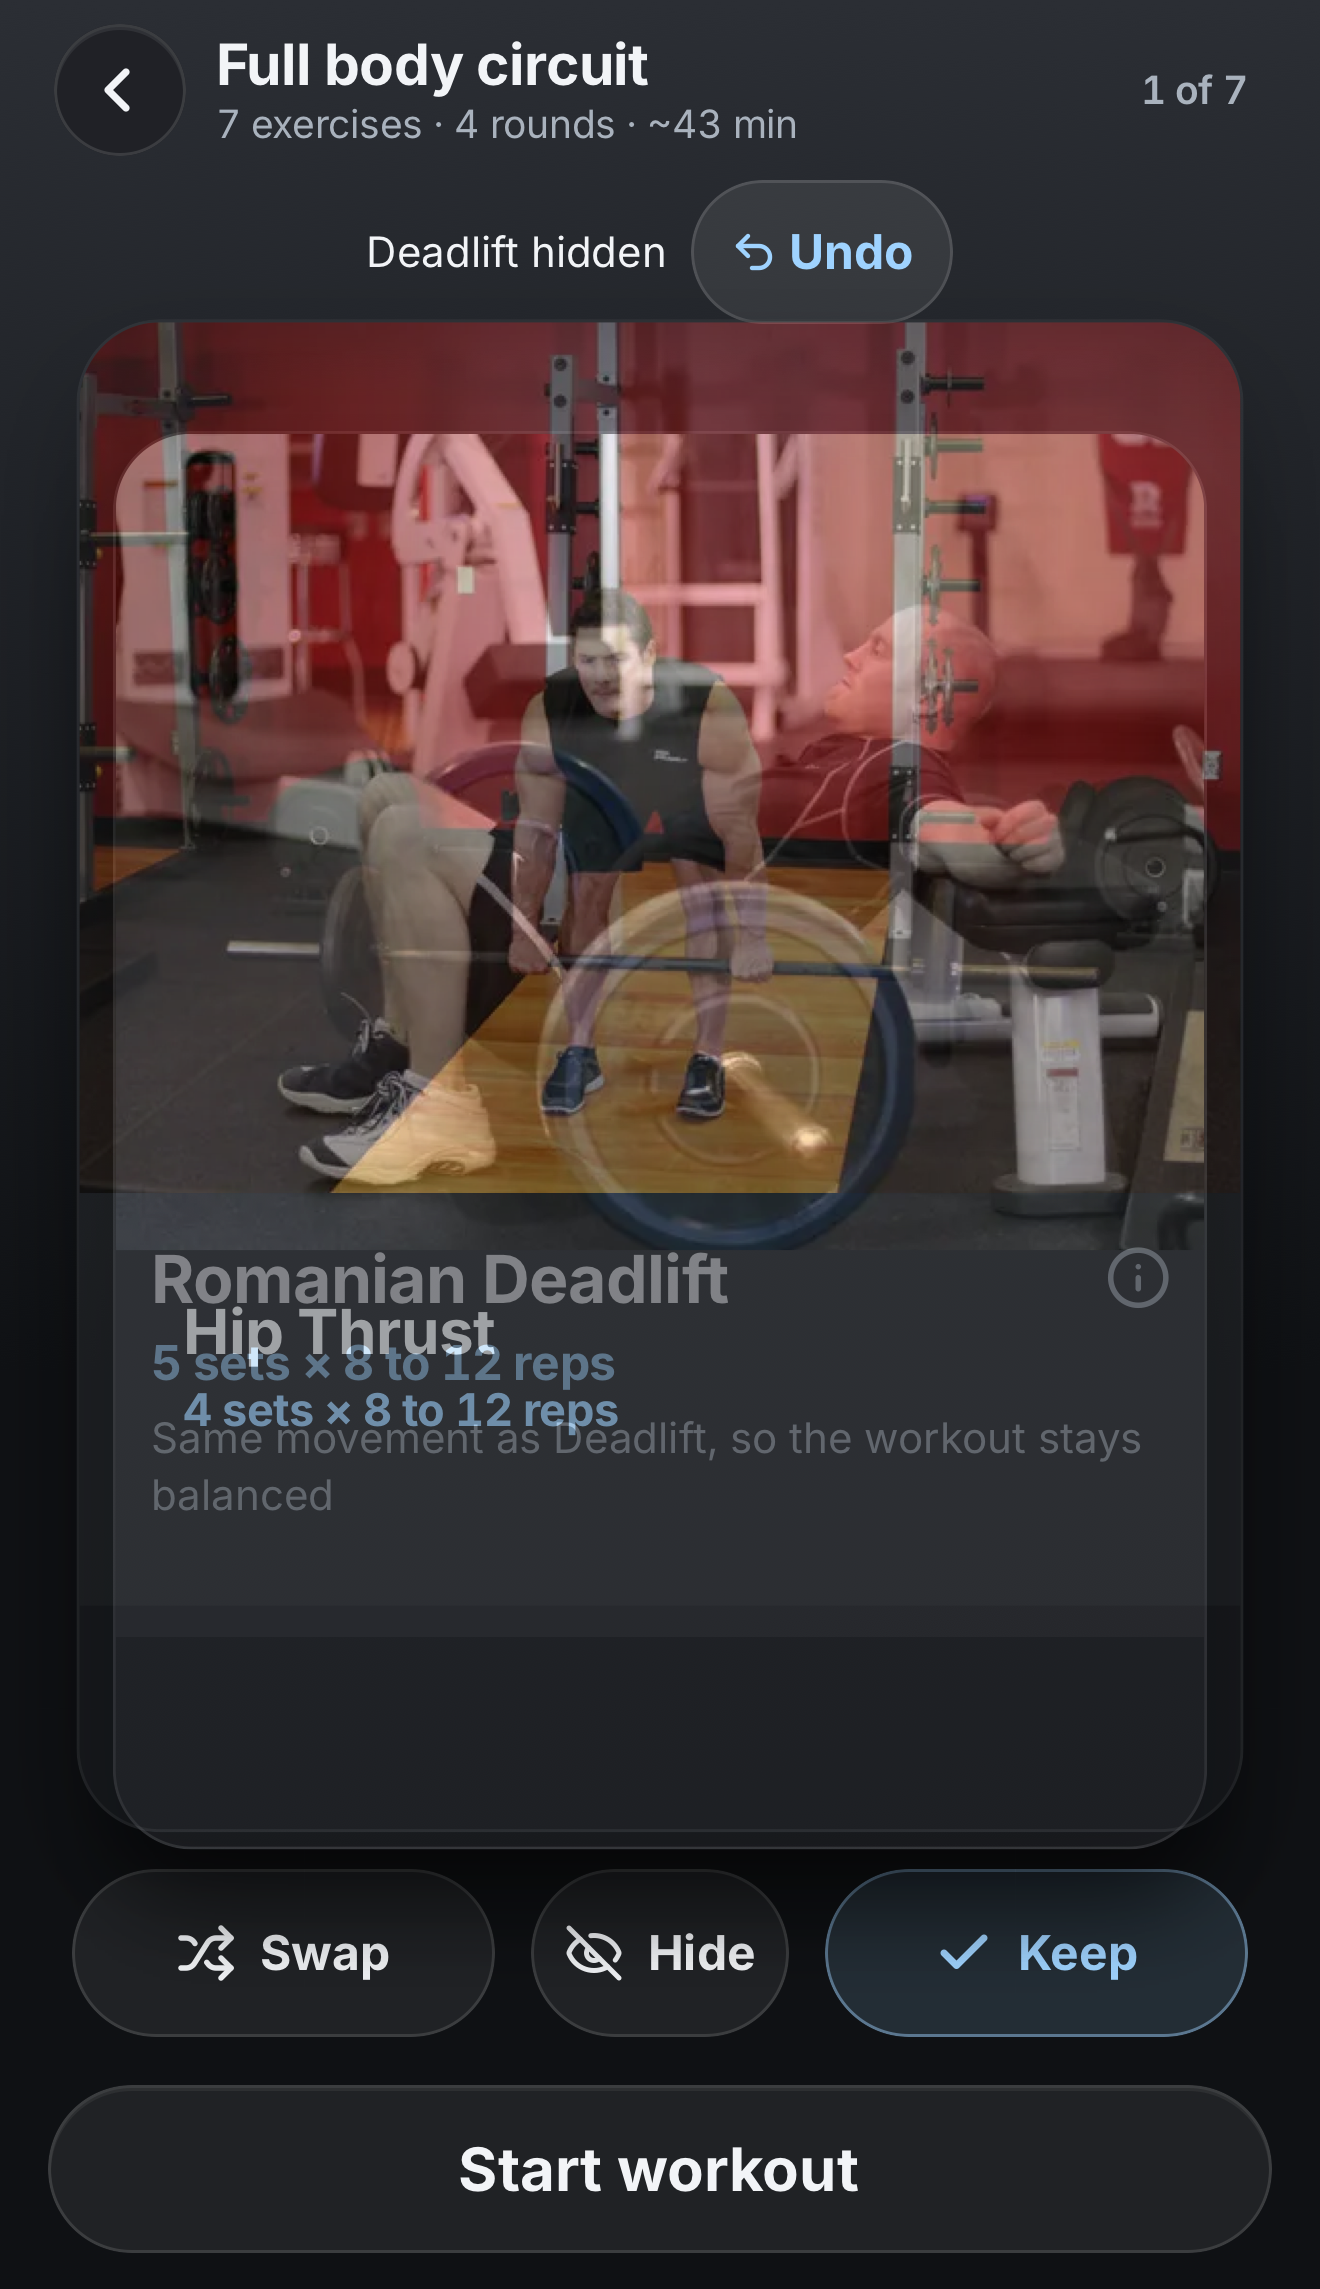 Full body circuit
7 exercises · 4 rounds · ~43 min
1 of 7
Deadlift hidden
Undo
Romanian Deadlift
Hip Thrust
5 sets × 8 to 12 reps
4 sets × 8 to 12 reps
Same movement as Deadlift, so the workout stays
balanced
Swap
Hide
Keep
Start workout